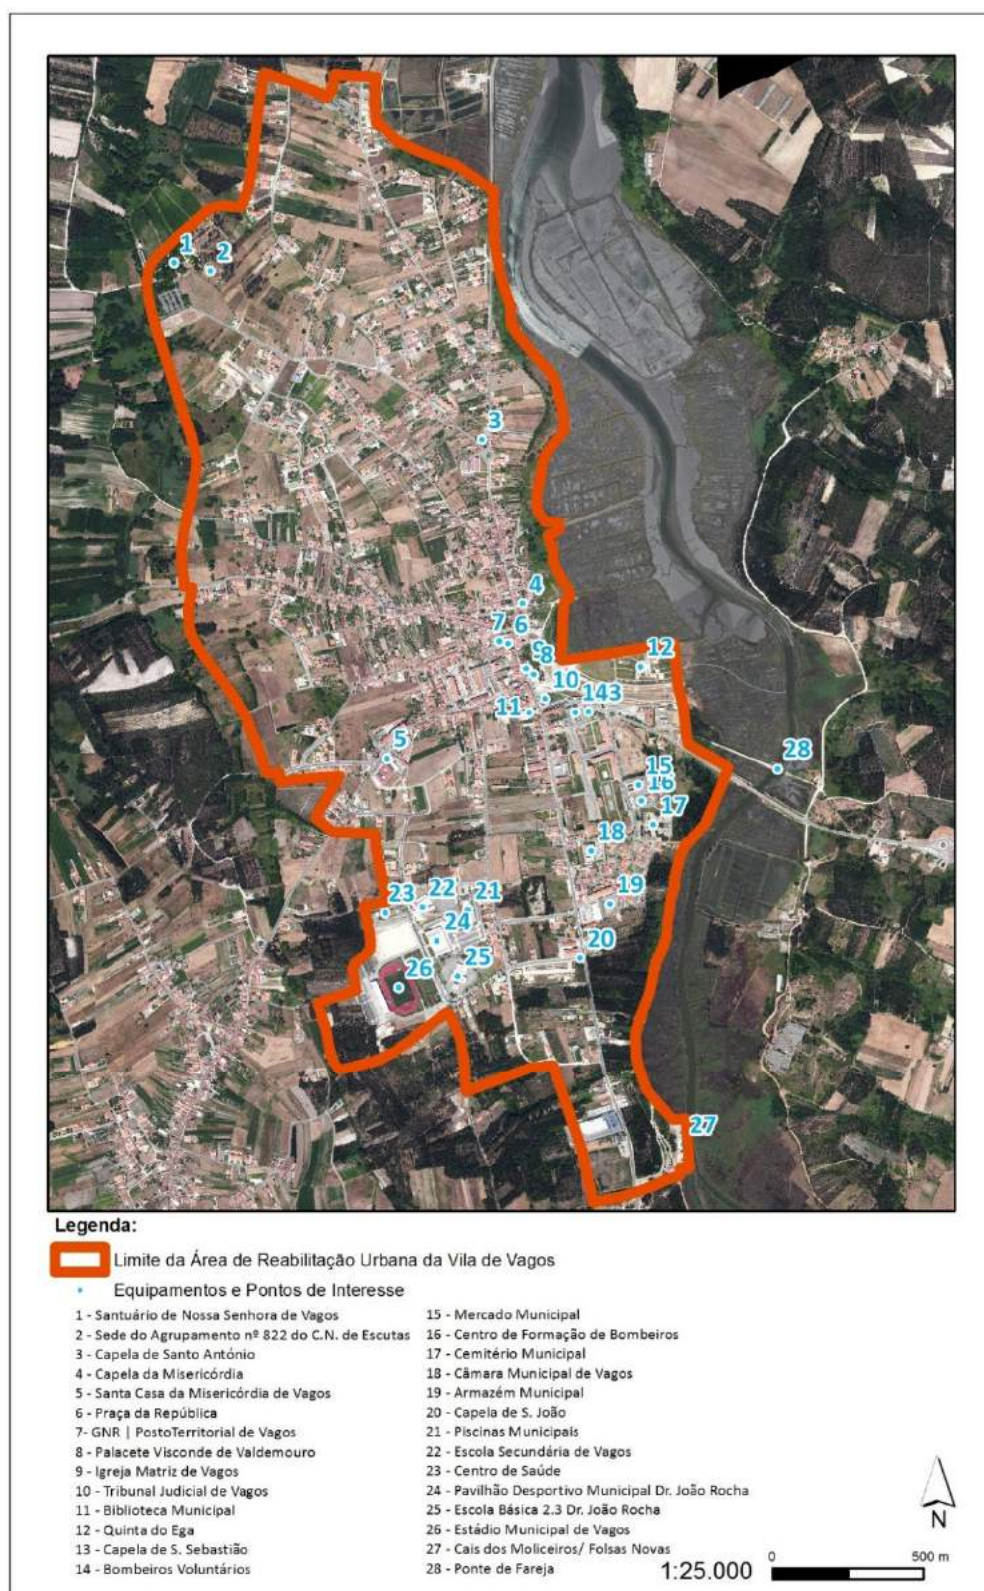 1
2
3
4
7
6
9
8
12
10
11
143
5
28
15
16
17
18
19
23
22
21
24
20
25
26
27
Legenda:
Limite da Área de Reabilitação Urbana da Vila de Vagos
Equipamentos e Pontos de Interesse
1 - Santuário de Nossa Senhora de Vagos
2 - Sede do Agrupamento nº 822 do C.N. de Escutas
3 - Capela de Santo António
4 - Capela da Misericórdia
5 - Santa Casa da Misericórdia de Vagos
6 - Praça da República
7- GNR | PostoTerritorial de Vagos
8 - Palacete Visconde de Valdemouro
9 - Igreja Matriz de Vagos
10 - Tribunal Judicial de Vagos
11 - Biblioteca Municipal
12 - Quinta do Ega
13 - Capela de S. Sebastião
14 - Bombeiros Voluntários
15 - Mercado Municipal
16 - Centro de Formação de Bombeiros
17 - Cemitério Municipal
18 - Câmara Municipal de Vagos
19 - Armazém Municipal
20 - Capela de S. João
21 - Piscinas Municipais
22 - Escola Secundária de Vagos
23 - Centro de Saúde
24 - Pavilhão Desportivo Municipal Dr. João Rocha
25 - Escola Básica 2.3 Dr. João Rocha
26 - Estádio Municipal de Vagos
27 - Cais dos Moliceiros/ Folsas Novas
28 - Ponte de Fareja
N
1:25.000
0 500 m